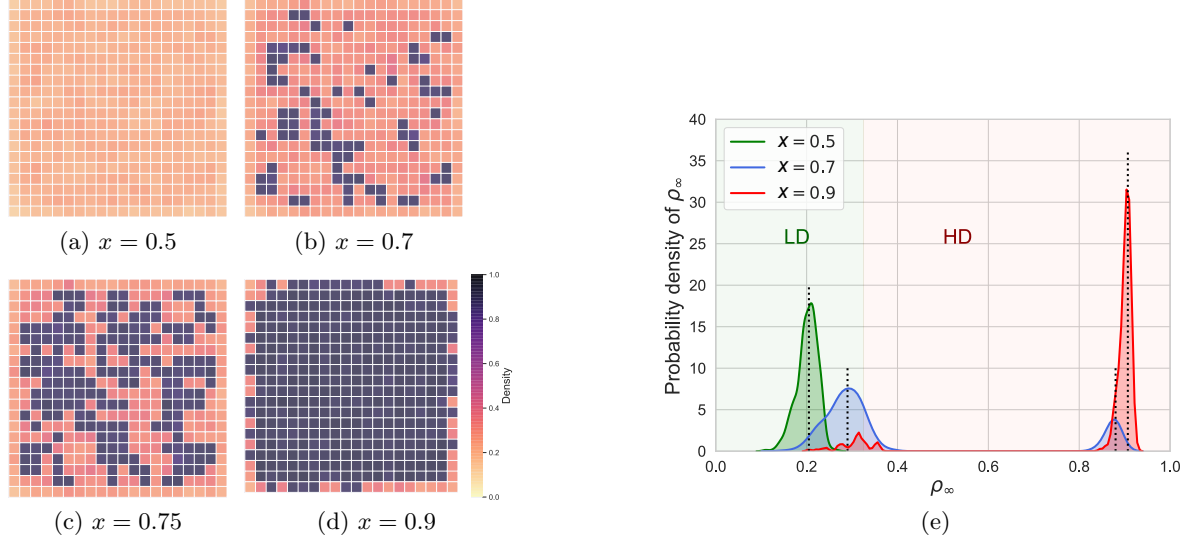 (a) x = 0.5
(b) x = 0.7
1.0
0.8
0.6
0.4
0.2
0.0
Density
(c) x = 0.75
(d) x = 0.9
40
35
30
25
20
15
10
5
0
Probability density of ρ∞
x = 0.5
x = 0.7
x = 0.9
LD
HD
0.0 0.2 0.4 0.6 0.8 1.0
ρ∞
(e)